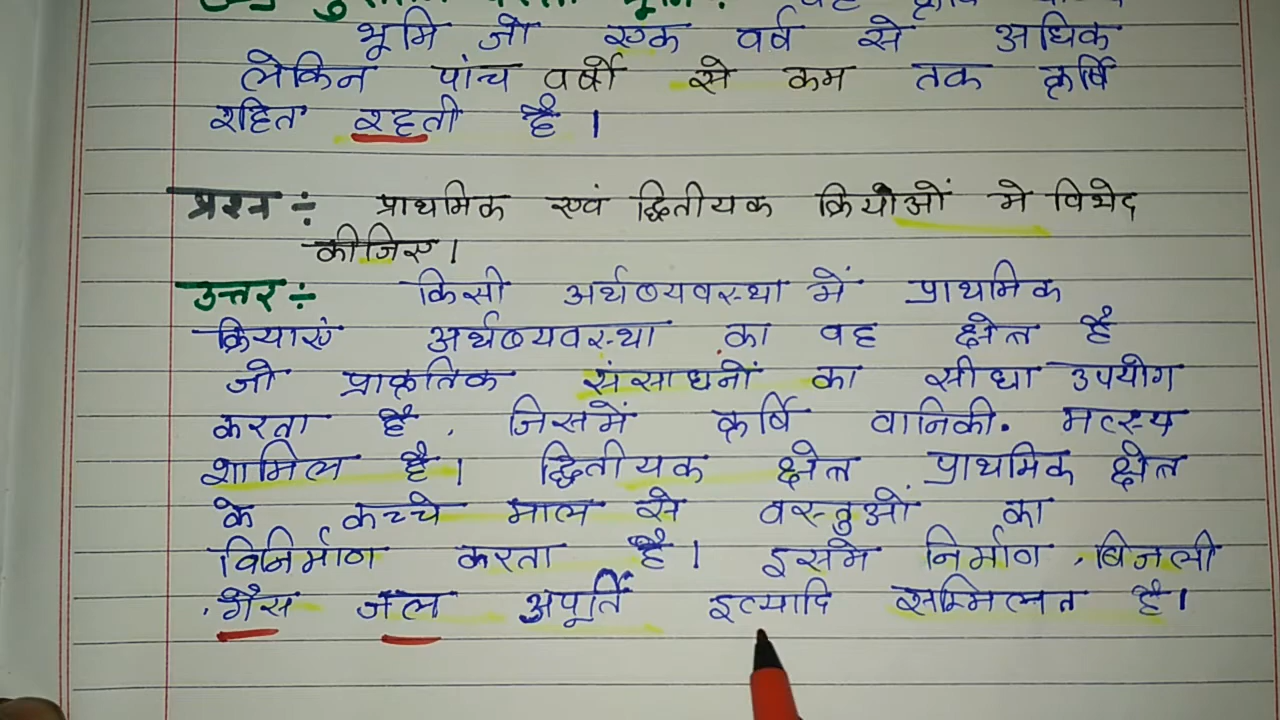 भूमि जो एक वर्ष से अधिक
लेकिन पांच वर्षों से कम तक कृर्षि
रहित रहती है ।
प्रश्न ÷ प्राथमिक एवं द्वितीयक क्रियाओं मे विभेद
कीजिए ।
उत्तर ÷ किसी अर्थव्यवस्था में प्राथमिक
क्रियाएं अर्थव्यवस्था का वह क्षेत्र है
जो प्राकृतिक संसाधनों का सीधा उपयोग
करता है , जिसमें कृर्षि वानिकी. मत्स्य
शामिल है । द्वितीयक क्षेत्र प्राथमिक क्षेत्र
के कच्चे माल से वस्तुओ का
विनिर्माण करता है । इसमे निर्माण , बिजली
, गैस जल अपूर्ति इत्यादि सम्मिलत है ।